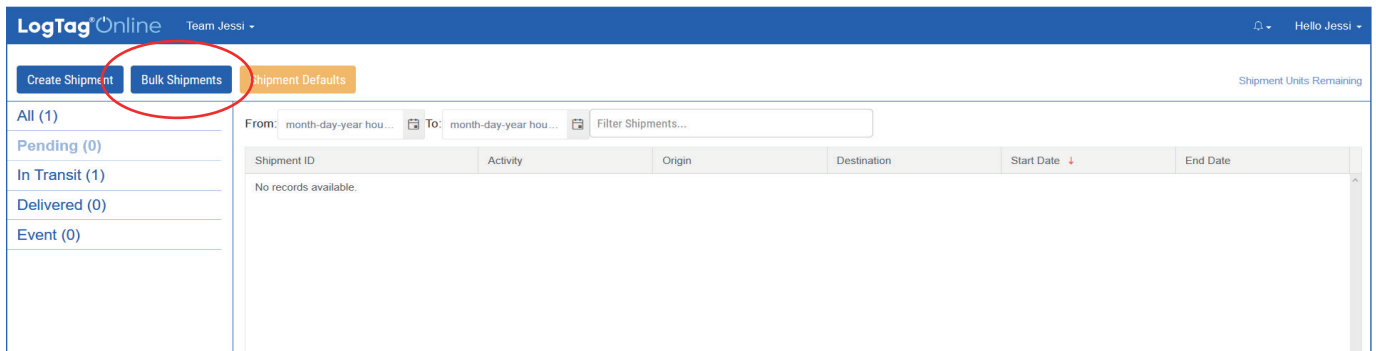 LogTag® Online Team Jessi Hello Jessi
Create Shipment Bulk Shipments Shipment Defaults Shipment Units Remaining
All (1)
From: month-day-year hou... To: month-day-year hou... Filter Shipments...
Pending (0)
Shipment ID Activity Origin Destination Start Date ↓ End Date
In Transit (1)
No records available.
Delivered (0)
Event (0)